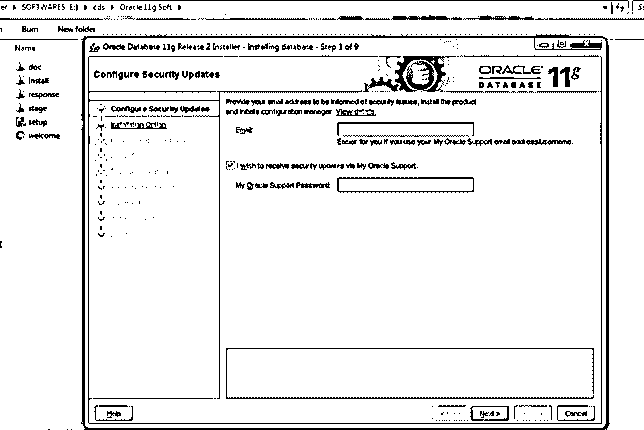 SOFTWARES E:) ▸ cds ▸ Oracle11g Soft ▸
Burn New folder
Name
doc
install
response
stage
setup
welcome
Oracle Database 11g Release 2 Installer - Installing database - Step 1 of 9
Configure Security Updates
ORACLE
DATABASE 11g
Configure Security Updates
Installation Option
Provide your email address to be informed of security issues, install the product
and initiate configuration manager. View details.
Email:
Easier for you if you use your My Oracle Support email address/username.
I wish to receive security updates via My Oracle Support.
My Oracle Support Password:
Help
Next >
Cancel